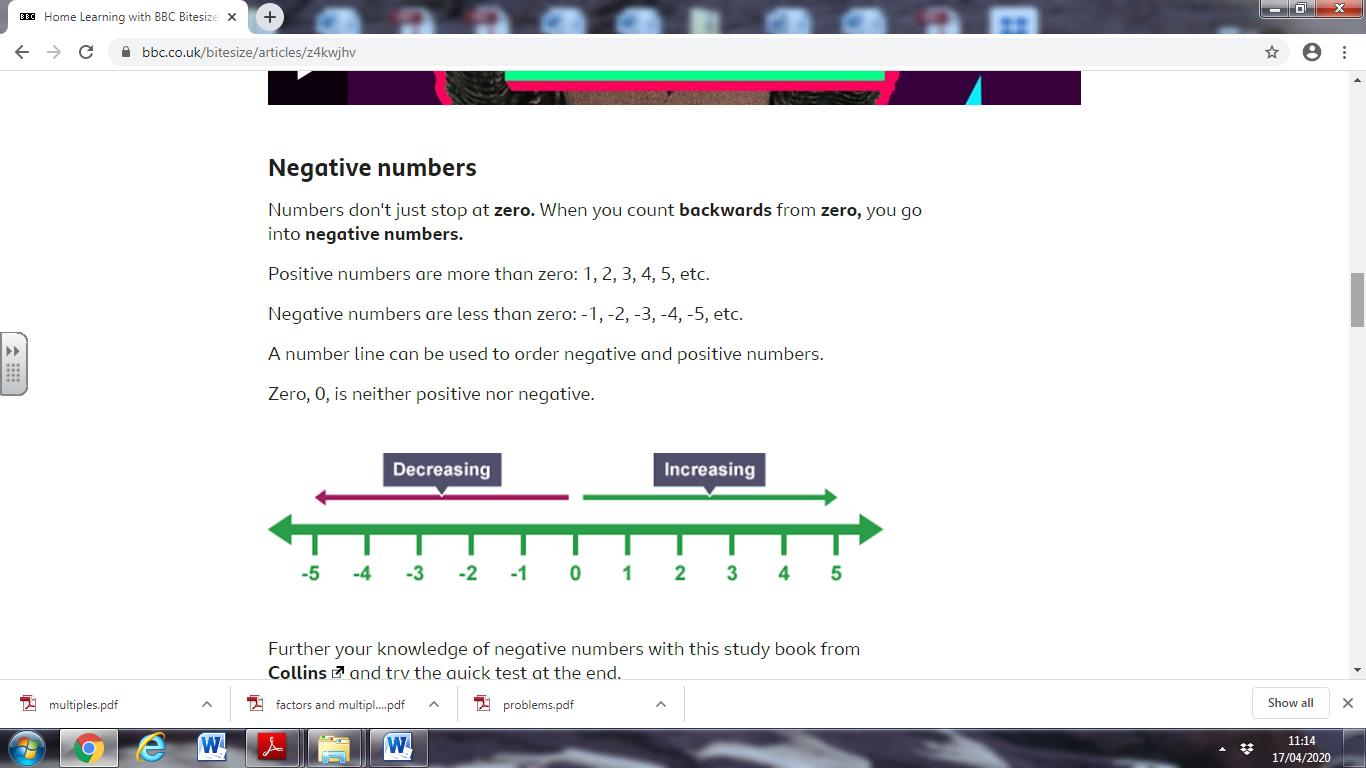 BBC Home Learning with BBC Bitesize
bbc.co.uk/bitesize/articles/z4kwjhv
Negative numbers
Numbers don't just stop at zero. When you count backwards from zero, you go
into negative numbers.
Positive numbers are more than zero: 1, 2, 3, 4, 5, etc.
Negative numbers are less than zero: -1, -2, -3, -4, -5, etc.
A number line can be used to order negative and positive numbers.
Zero, 0, is neither positive nor negative.
Decreasing Increasing
-5 -4 -3 -2 -1 0 1 2 3 4 5
Further your knowledge of negative numbers with this study book from
Collins and try the quick test at the end.
multiples.pdf factors and multipl....pdf problems.pdf Show all
11:14
17/04/2020